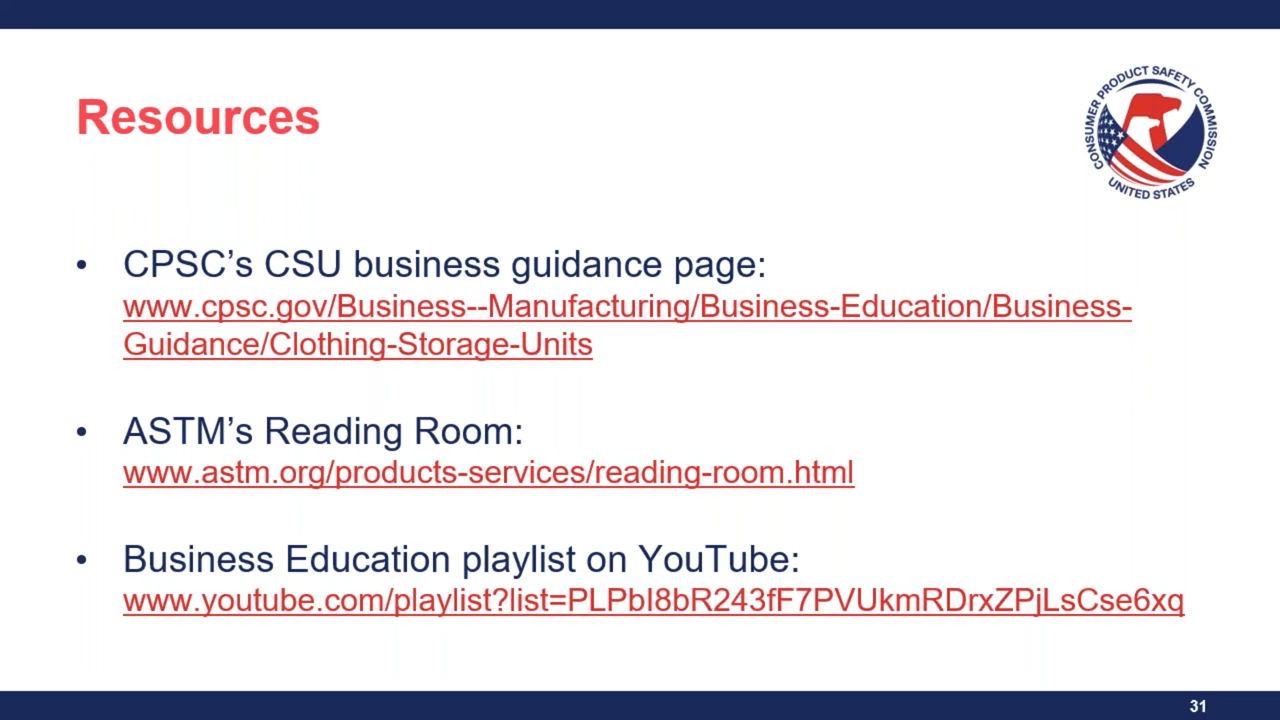 Resources
CONSUMER PRODUCT SAFETY COMMISSION
UNITED STATES
• CPSC’s CSU business guidance page:
www.cpsc.gov/Business--Manufacturing/Business-Education/Business-
Guidance/Clothing-Storage-Units
• ASTM’s Reading Room:
www.astm.org/products-services/reading-room.html
• Business Education playlist on YouTube:
www.youtube.com/playlist?list=PLPbI8bR243fF7PVUkmRDrxZPjLsCse6xq
31